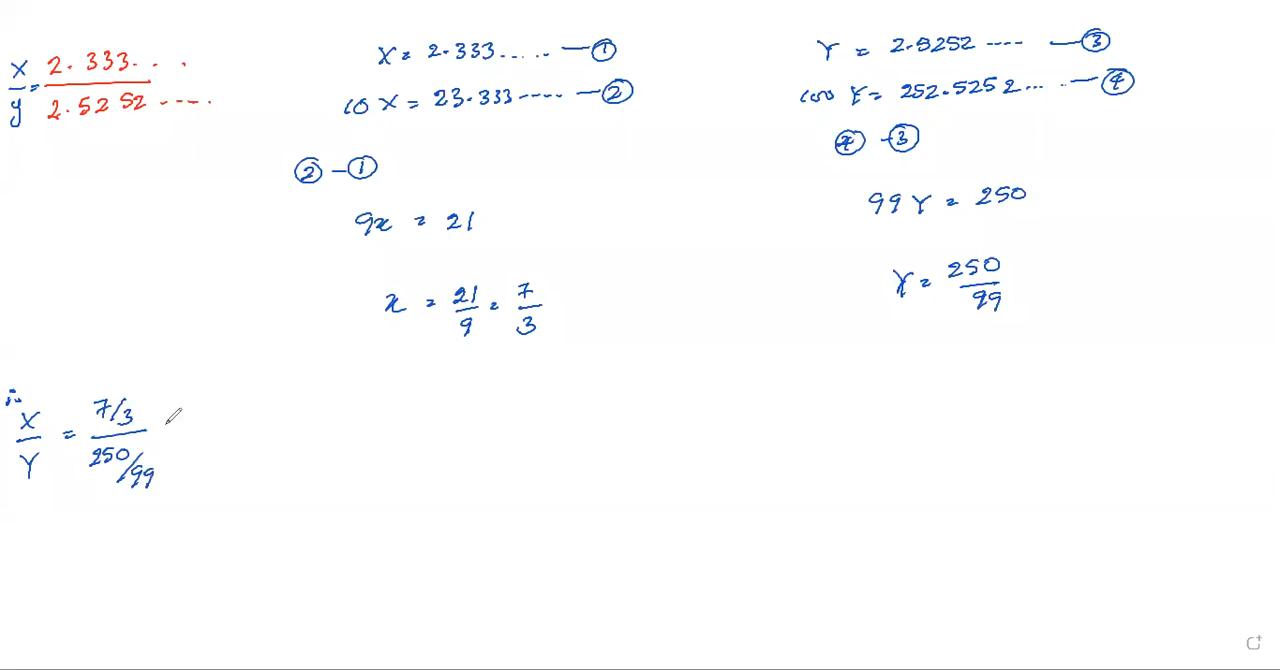 x/y = 2.333... . / 2.5252 ----.
X = 2.333..... — ①
10 X = 23.333----- — ②
② - ①
9x = 21
x = 21/9 = 7/3
Y = 2.5252 ---- — ③
100 Y = 252.5252... .. — ④
④ - ③
99 Y = 250
Y = 250/99
∴
X/Y = 7/3 / 250/99